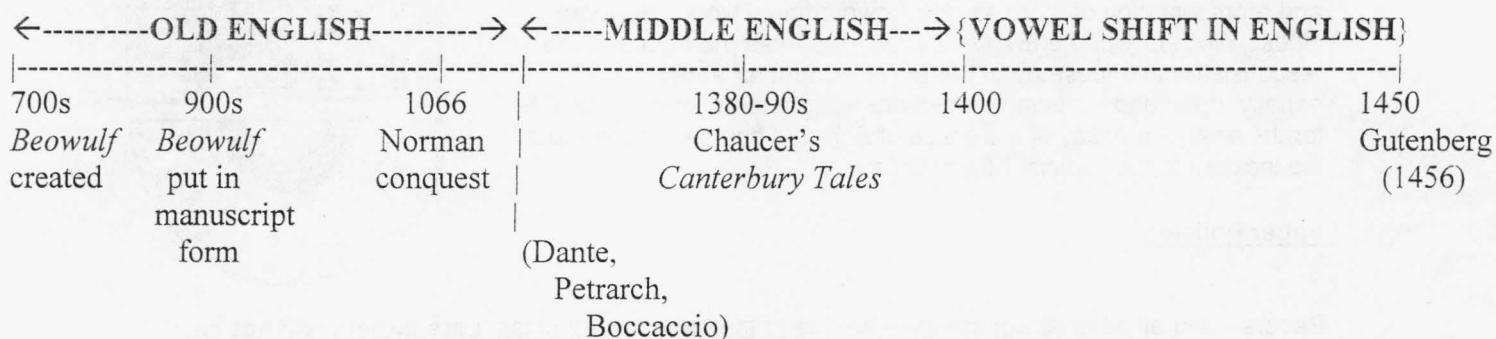 ←----------OLD ENGLISH----------→ ←-----MIDDLE ENGLISH---→{VOWEL SHIFT IN ENGLISH}
700s 900s 1066 1380-90s 1400 1450
Beowulf Beowulf Norman Chaucer's Gutenberg
created put in conquest Canterbury Tales (1456)
manuscript
form (Dante,
Petrarch,
Boccaccio)